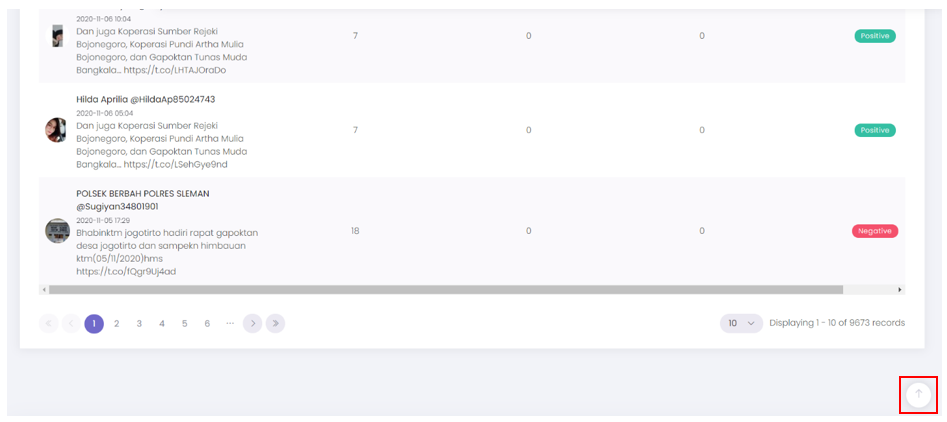 2020-11-06 10:04
Dan juga Koperasi Sumber Rejeki
7 0 0 Positive
Bojonegoro, Koperasi Pundi Artha Mulia
Bojonegoro, dan Gapoktan Tunas Muda
Bangkala... https://t.co/LHTAJOraDo
Hilda Aprilia @HildaAp85024743
2020-11-06 05:04
Dan juga Koperasi Sumber Rejeki
7 0 0 Positive
Bojonegoro, Koperasi Pundi Artha Mulia
Bojonegoro, dan Gapoktan Tunas Muda
Bangkala... https://t.co/LSehGye9nd
POLSEK BERBAH POLRES SLEMAN
@Sugiyan34801901
2020-11-05 17:29
Bhabinktm jogotirto hadiri rapat gapoktan
18 0 0 Negative
desa jogotirto dan sampekn himbauan
ktm(05/11/2020)hms
https://t.co/fQgr9Uj4ad
1 2 3 4 5 6 ... 10 Displaying 1 - 10 of 9673 records